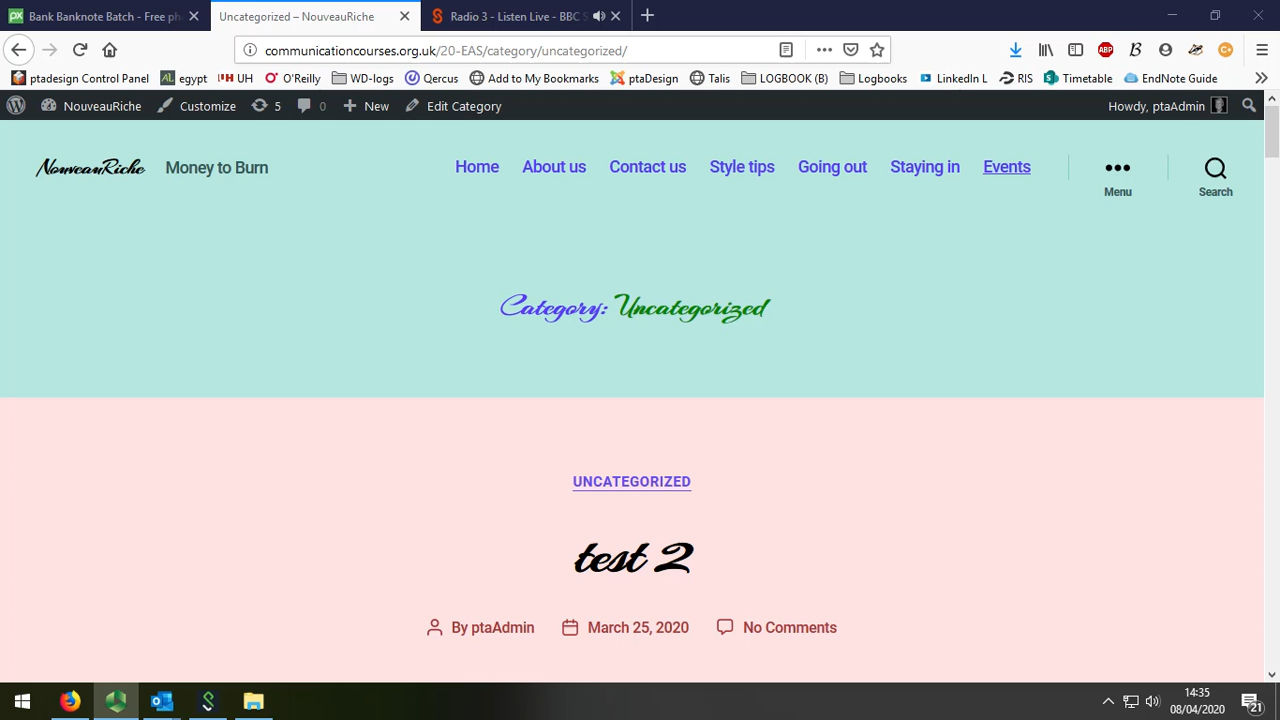 Bank Banknote Batch - Free ph
Uncategorized – NouveauRiche
Radio 3 - Listen Live - BBC S
communicationcourses.org.uk/20-EAS/category/uncategorized/
ptadesign Control Panel
egypt
UH
O'Reilly
WD-logs
Qercus
Add to My Bookmarks
ptaDesign
Talis
LOGBOOK (B)
Logbooks
LinkedIn L
RIS
Timetable
EndNote Guide
NouveauRiche
Customize
5
0
New
Edit Category
Howdy, ptaAdmin
NouveauRiche
Money to Burn
Home
About us
Contact us
Style tips
Going out
Staying in
Events
Menu
Search
Category: Uncategorized
UNCATEGORIZED
test 2
By ptaAdmin
March 25, 2020
No Comments
14:35
08/04/2020
21